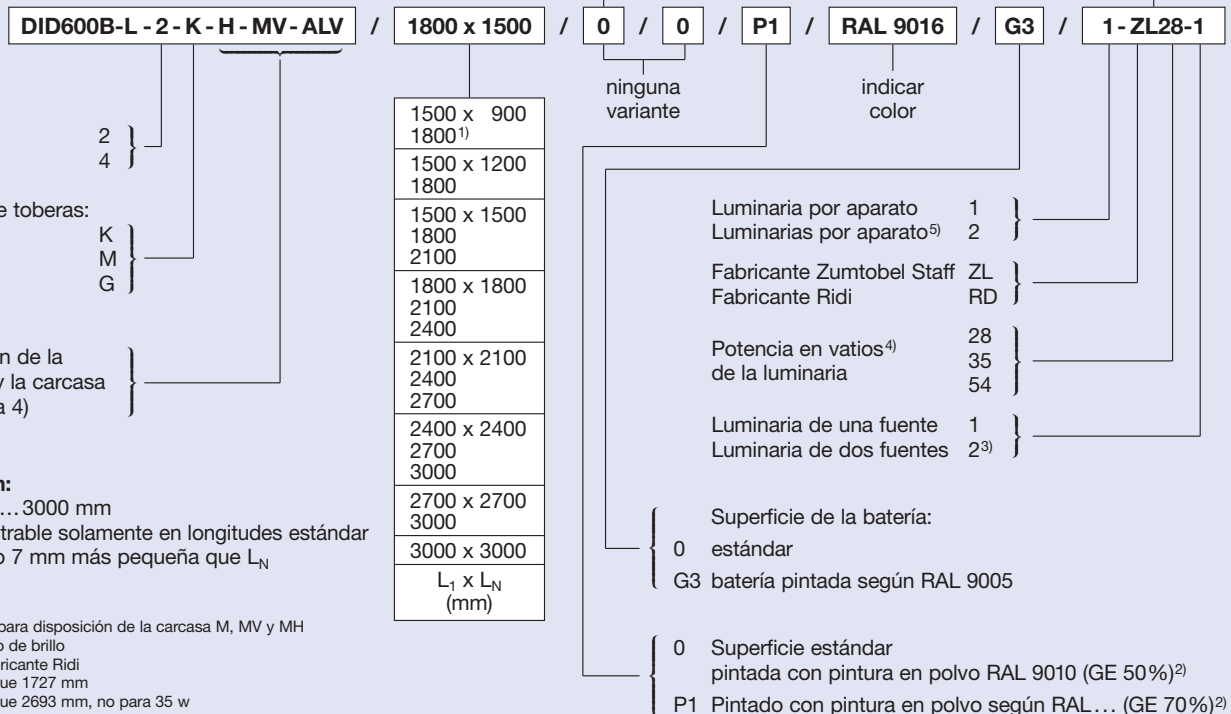 DID600B-L - 2 - K - H - MV - ALV / 1800 x 1500 / 0 / 0 / P1 / RAL 9016 / G3 / 1 - ZL28-1
ninguna
variante
indicar
color
2
4
e toberas:
K
M
G
n de la
y la carcasa
a 4)
n:
...3000 mm
trable solamente en longitudes estándar
o 7 mm más pequeña que LN
para disposición de la carcasa M, MV y MH
o de brillo
ricante Ridi
ue 1727 mm
ue 2693 mm, no para 35 w
1500 x 900
1800 1)
1500 x 1200
1800
1500 x 1500
1800
2100
1800 x 1800
2100
2400
2100 x 2100
2400
2700
2400 x 2400
2700
3000
2700 x 2700
3000
3000 x 3000
L1 x LN
(mm)
Luminaria por aparato 1
Luminarias por aparato 5) 2
Fabricante Zumtobel Staff ZL
Fabricante Ridi RD
Potencia en vatios 4)
de la luminaria
28
35
54
Luminaria de una fuente 1
Luminaria de dos fuentes 2 3)
Superficie de la batería:
0 estándar
G3 batería pintada según RAL 9005
0 Superficie estándar
pintada con pintura en polvo RAL 9010 (GE 50%) 2)
P1 Pintado con pintura en polvo según RAL... (GE 70%) 2)